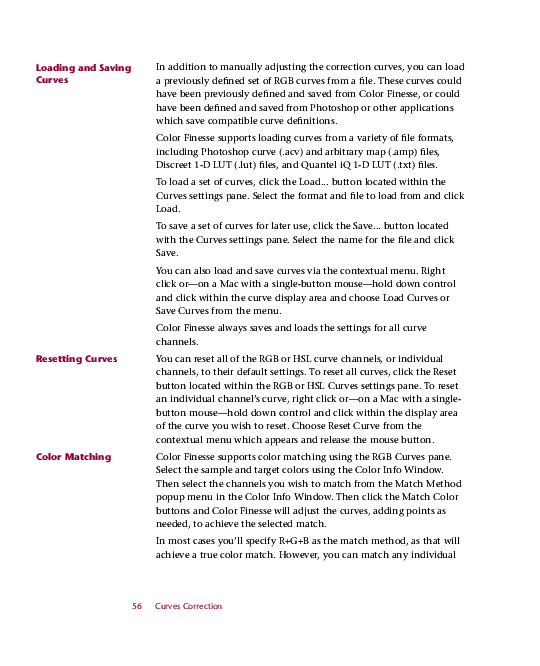 Loading and Saving
Curves
In addition to manually adjusting the correction curves, you can load
a previously defined set of RGB curves from a file. These curves could
have been previously defined and saved from Color Finesse, or could
have been defined and saved from Photoshop or other applications
which save compatible curve definitions.
Color Finesse supports loading curves from a variety of file formats,
including Photoshop curve (.acv) and arbitrary map (.amp) files,
Discreet 1-D LUT (.lut) files, and Quantel iQ 1-D LUT (.txt) files.
To load a set of curves, click the Load... button located within the
Curves settings pane. Select the format and file to load from and click
Load.
To save a set of curves for later use, click the Save... button located
with the Curves settings pane. Select the name for the file and click
Save.
You can also load and save curves via the contextual menu. Right
click or—on a Mac with a single-button mouse—hold down control
and click within the curve display area and choose Load Curves or
Save Curves from the menu.
Color Finesse always saves and loads the settings for all curve
channels.
Resetting Curves
You can reset all of the RGB or HSL curve channels, or individual
channels, to their default settings. To reset all curves, click the Reset
button located within the RGB or HSL Curves settings pane. To reset
an individual channel's curve, right click or—on a Mac with a single-
button mouse—hold down control and click within the display area
of the curve you wish to reset. Choose Reset Curve from the
contextual menu which appears and release the mouse button.
Color Matching
Color Finesse supports color matching using the RGB Curves pane.
Select the sample and target colors using the Color Info Window.
Then select the channels you wish to match from the Match Method
popup menu in the Color Info Window. Then click the Match Color
buttons and Color Finesse will adjust the curves, adding points as
needed, to achieve the selected match.
In most cases you'll specify R+G+B as the match method, as that will
achieve a true color match. However, you can match any individual
56 Curves Correction